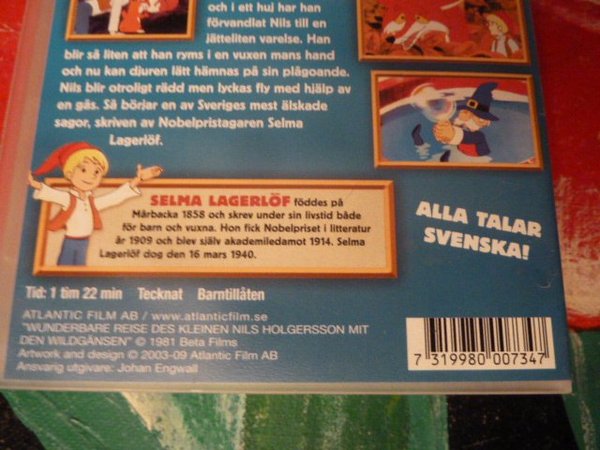 och i ett huj har han
förvandlat Nils till en
jätteliten varelse. Han
blir så liten att han ryms i en vuxen mans hand
och nu kan djuren lätt hämnas på sin plågoande.
Nils blir otroligt rädd men lyckas fly med hjälp av
en gås. Så börjar en av Sveriges mest älskade
sagor, skriven av Nobelpristagaren Selma
Lagerlöf.
SELMA LAGERLÖF föddes på
Mårbacka 1858 och skrev under sin livstid både
för barn och vuxna. Hon fick Nobelpriset i litteratur
år 1909 och blev själv akademiledamot 1914. Selma
Lagerlöf dog den 16 mars 1940.
ALLA TALAR
SVENSKA!
Tid: 1 tim 22 min Tecknat Barntillåten
ATLANTIC FILM AB / www.atlanticfilm.se
"WUNDERBARE REISE DES KLEINEN NILS HOLGERSSON MIT
DEN WILDGÄNSEN" © 1981 Beta Films
Artwork and design © 2003-09 Atlantic Film AB
Ansvarig utgivare: Johan Engwall
7 319980 007347